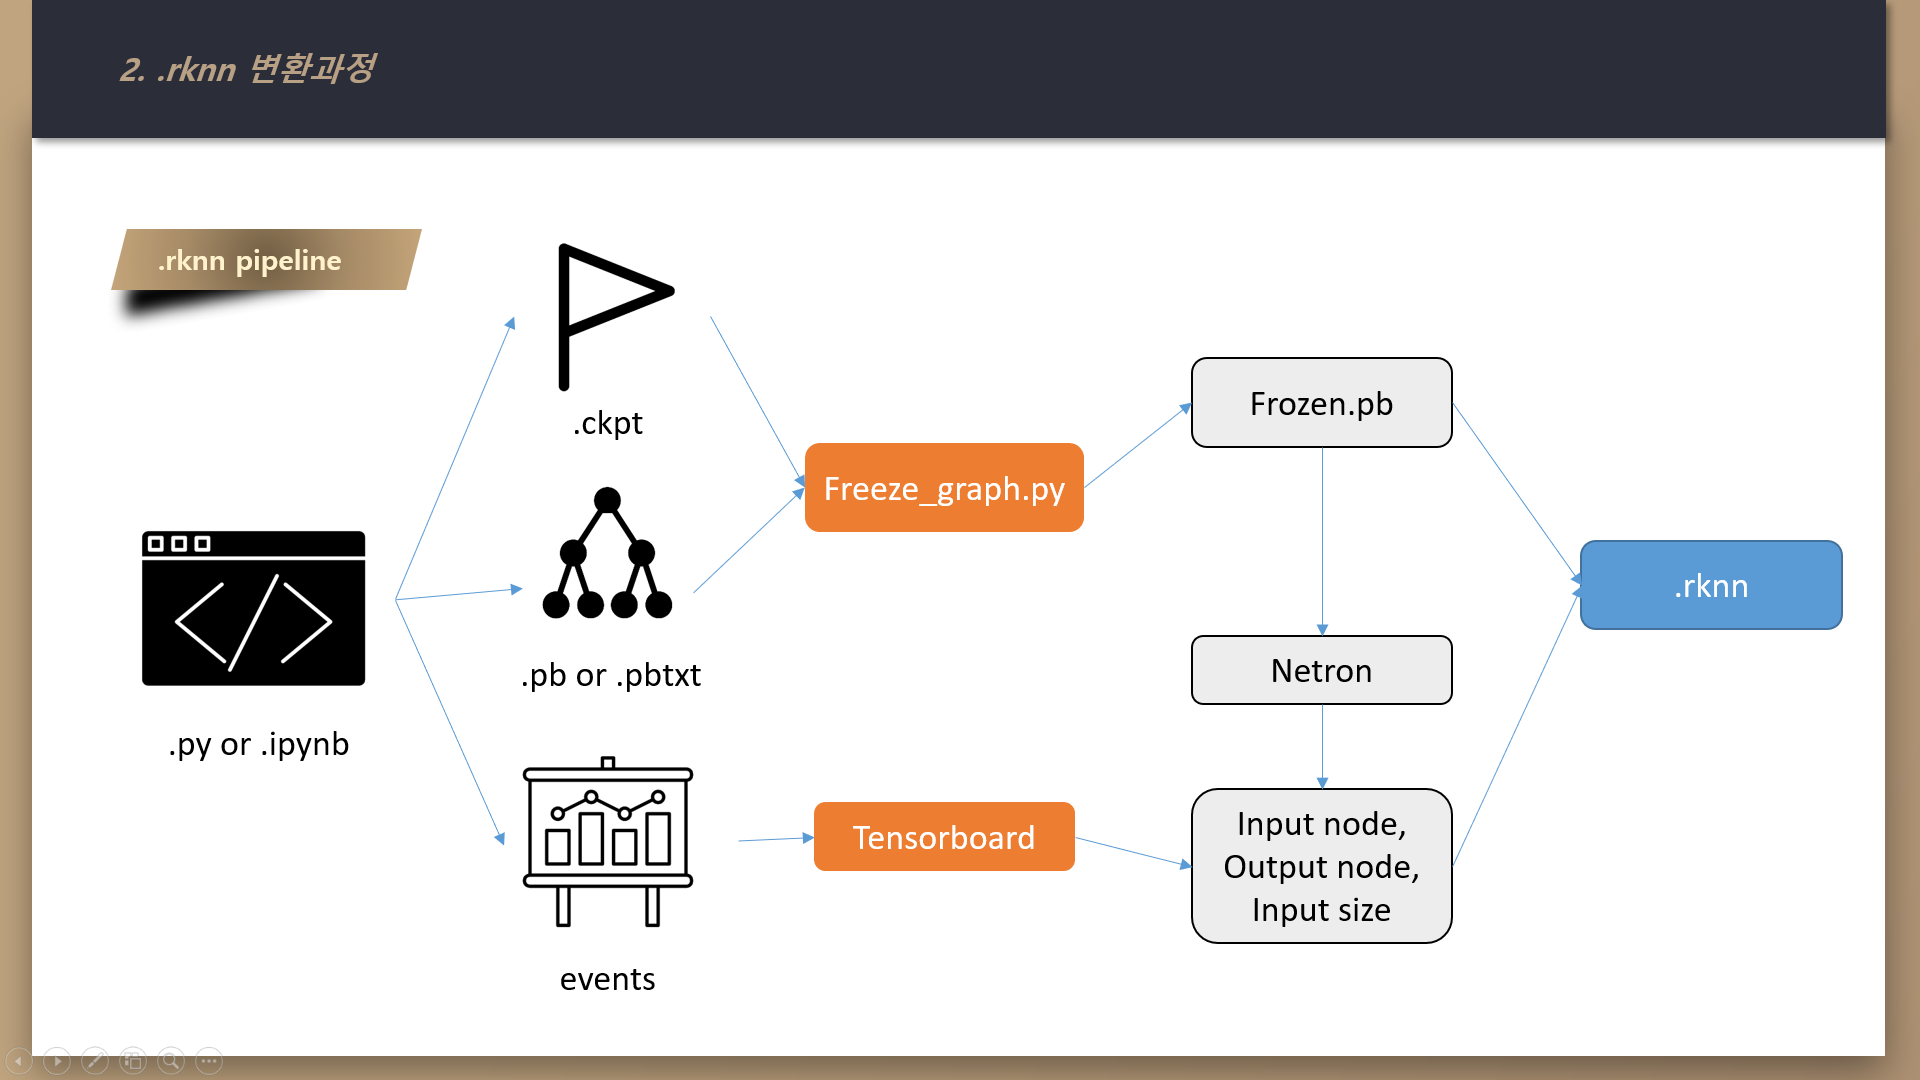 2. .rknn 변환과정
.rknn pipeline
.ckpt
.pb or .pbtxt
.py or .ipynb
events
Freeze_graph.py
Tensorboard
Frozen.pb
Netron
Input node,
Output node,
Input size
.rknn